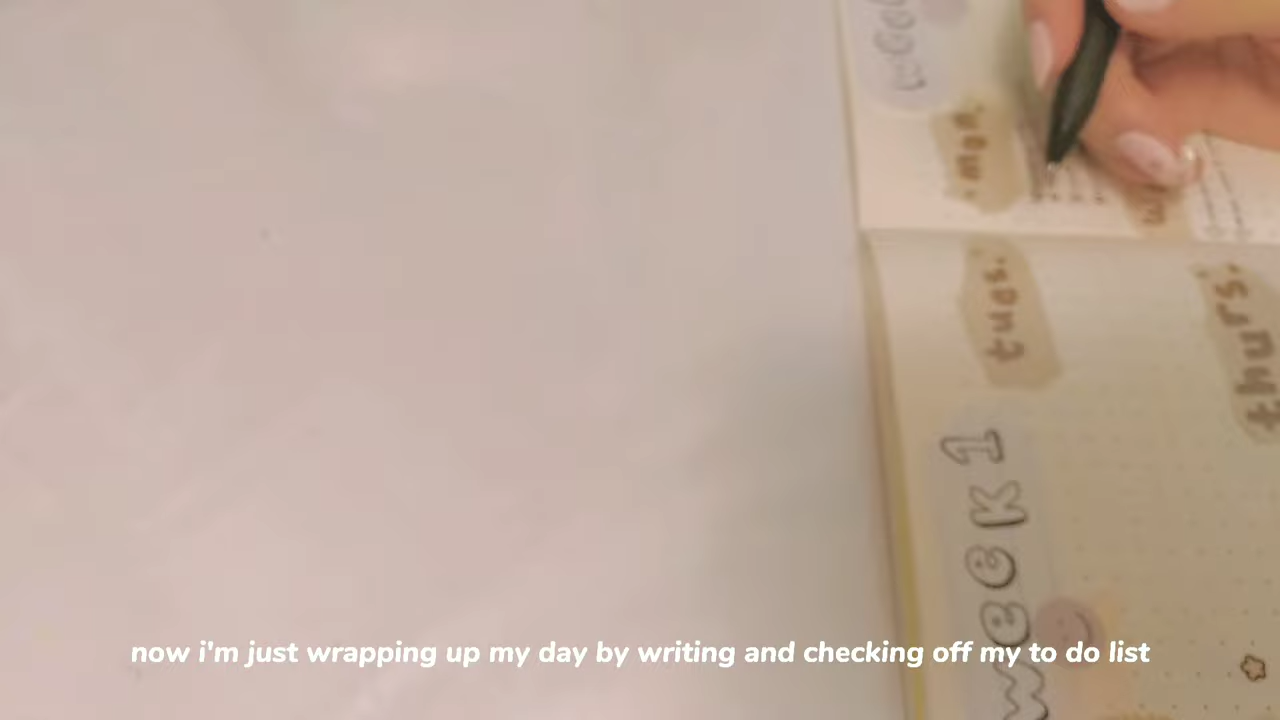 mon.
tues.
thurs.
week 1
now i'm just wrapping up my day by writing and checking off my to do list